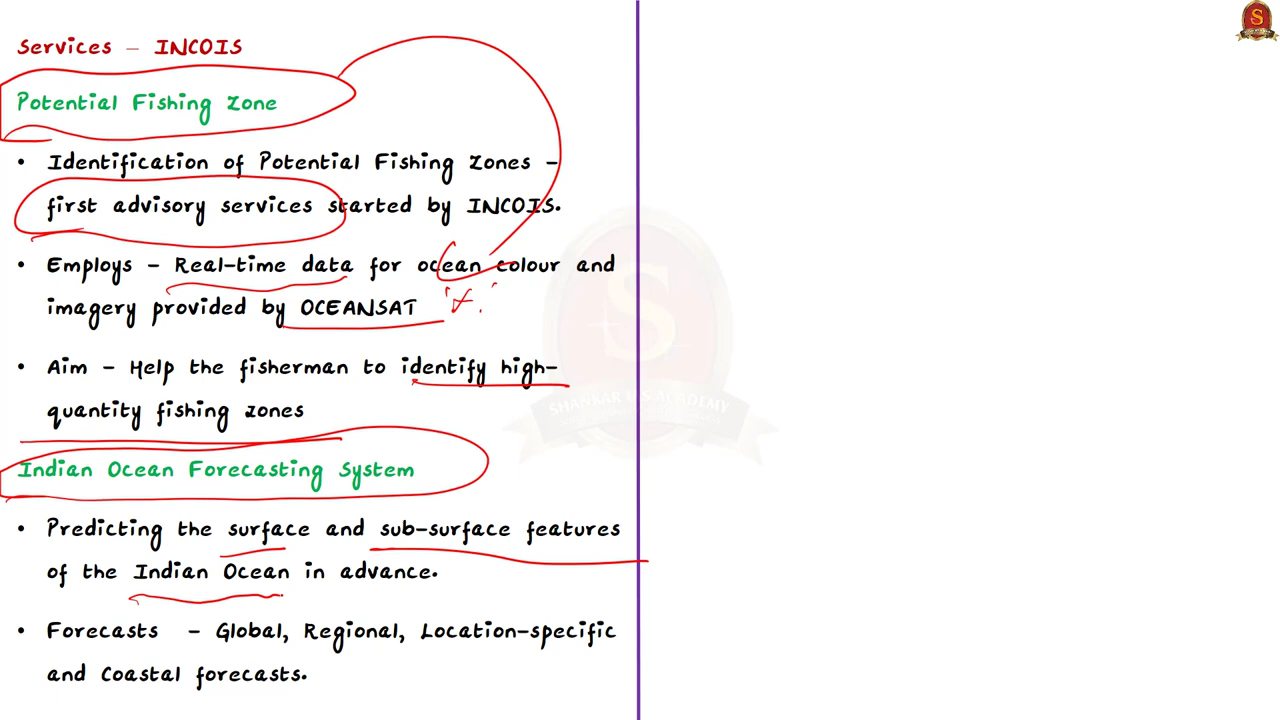 Services – INCOIS
Potential Fishing Zone
• Identification of Potential Fishing Zones –
first advisory services started by INCOIS.
• Employs – Real-time data for ocean colour and
imagery provided by OCEANSAT
• Aim – Help the fisherman to identify high-
quantity fishing zones
Indian Ocean Forecasting System
• Predicting the surface and sub-surface features
of the Indian Ocean in advance.
• Forecasts – Global, Regional, Location-specific
and Coastal forecasts.
S
SHANKAR IAS ACADEMY
S